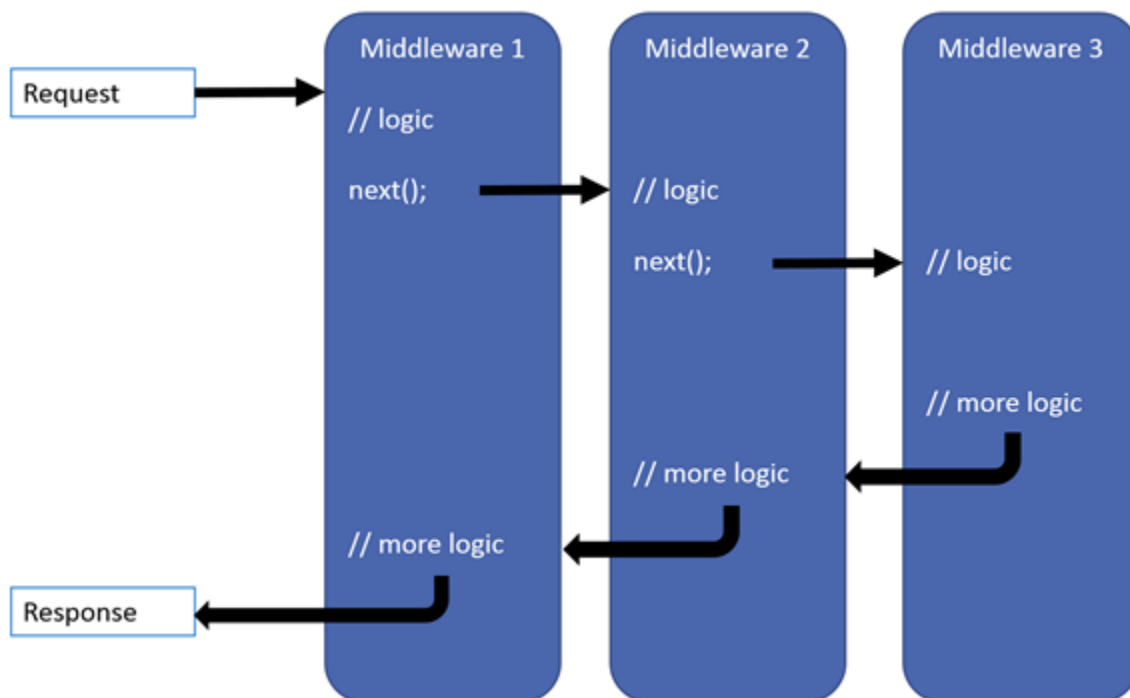 Middleware 1
Middleware 2
Middleware 3
Request
// logic
next();
// logic
next();
// logic
// more logic
// more logic
// more logic
Response